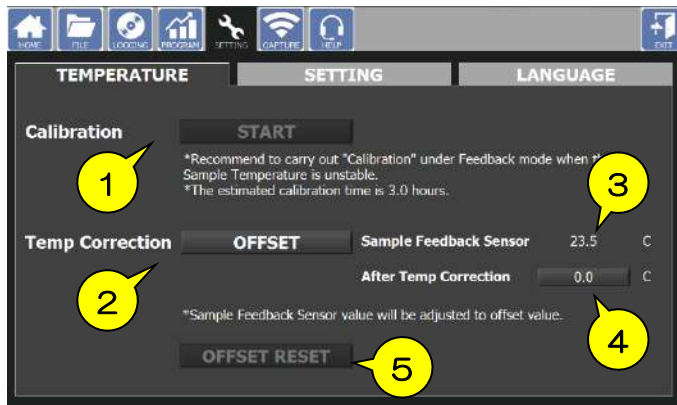 HOME FILE LOGGING PROGRAM SETTING CAPTURE HELP EXIT
TEMPERATURE SETTING LANGUAGE
Calibration START
1
*Recommend to carry out "Calibration" under Feedback mode when
Sample Temperature is unstable.
*The estimated calibration time is 3.0 hours.
3
Temp Correction OFFSET Sample Feedback Sensor 23.5 C
After Temp Correction 0.0 C
2
*Sample Feedback Sensor value will be adjusted to offset value.
4
OFFSET RESET
5